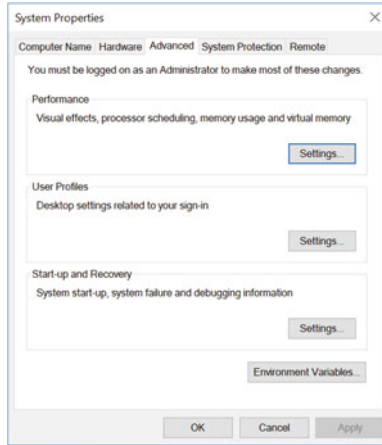 System Properties
Computer Name Hardware Advanced System Protection Remote
You must be logged on as an Administrator to make most of these changes.
Performance
Visual effects, processor scheduling, memory usage and virtual memory
Settings...
User Profiles
Desktop settings related to your sign-in
Settings...
Start-up and Recovery
System start-up, system failure and debugging information
Settings...
Environment Variables...
OK Cancel Apply